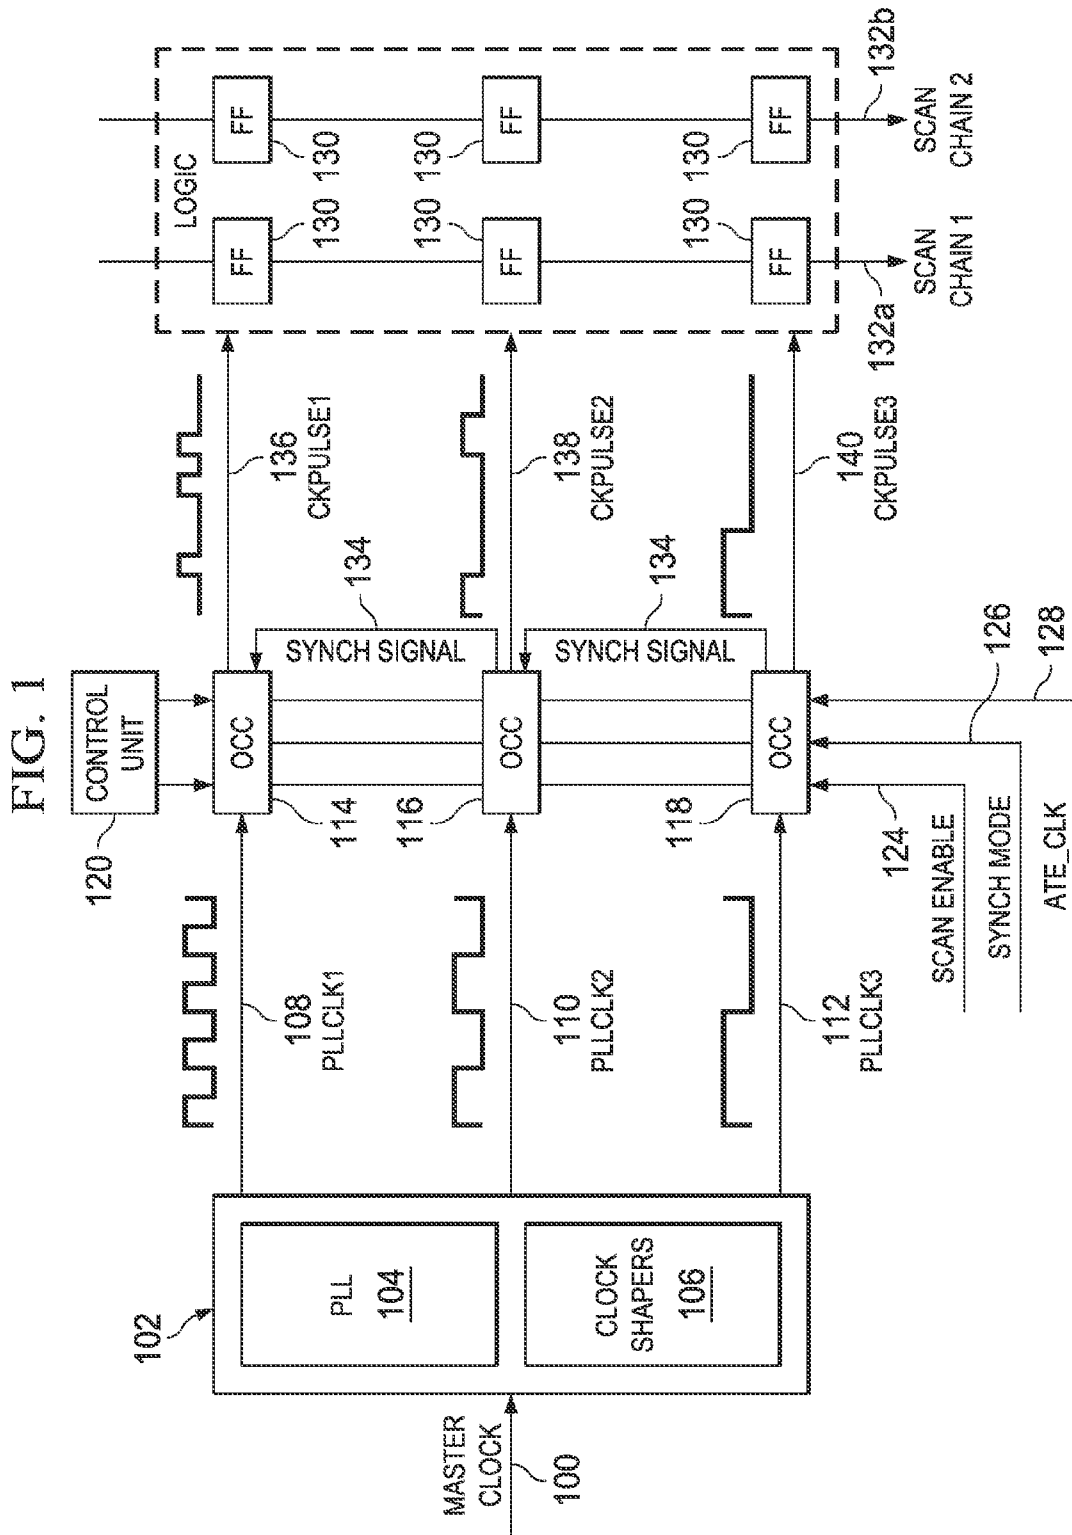 FIG. 1
MASTER
CLOCK
100
102
PLL
104
CLOCK
SHAPERS
106
108
PLLCLK1
110
PLLCLK2
112
PLLCLK3
SCAN ENABLE
SYNCH MODE
ATE_CLK
120
CONTROL
UNIT
OCC
114
OCC
116
OCC
118
124
126
128
SYNCH SIGNAL
134
SYNCH SIGNAL
134
136
CKPULSE1
138
CKPULSE2
140
CKPULSE3
LOGIC
FF
130
FF
130
FF
130
FF
130
FF
130
FF
130
132a
SCAN
CHAIN 1
132b
SCAN
CHAIN 2